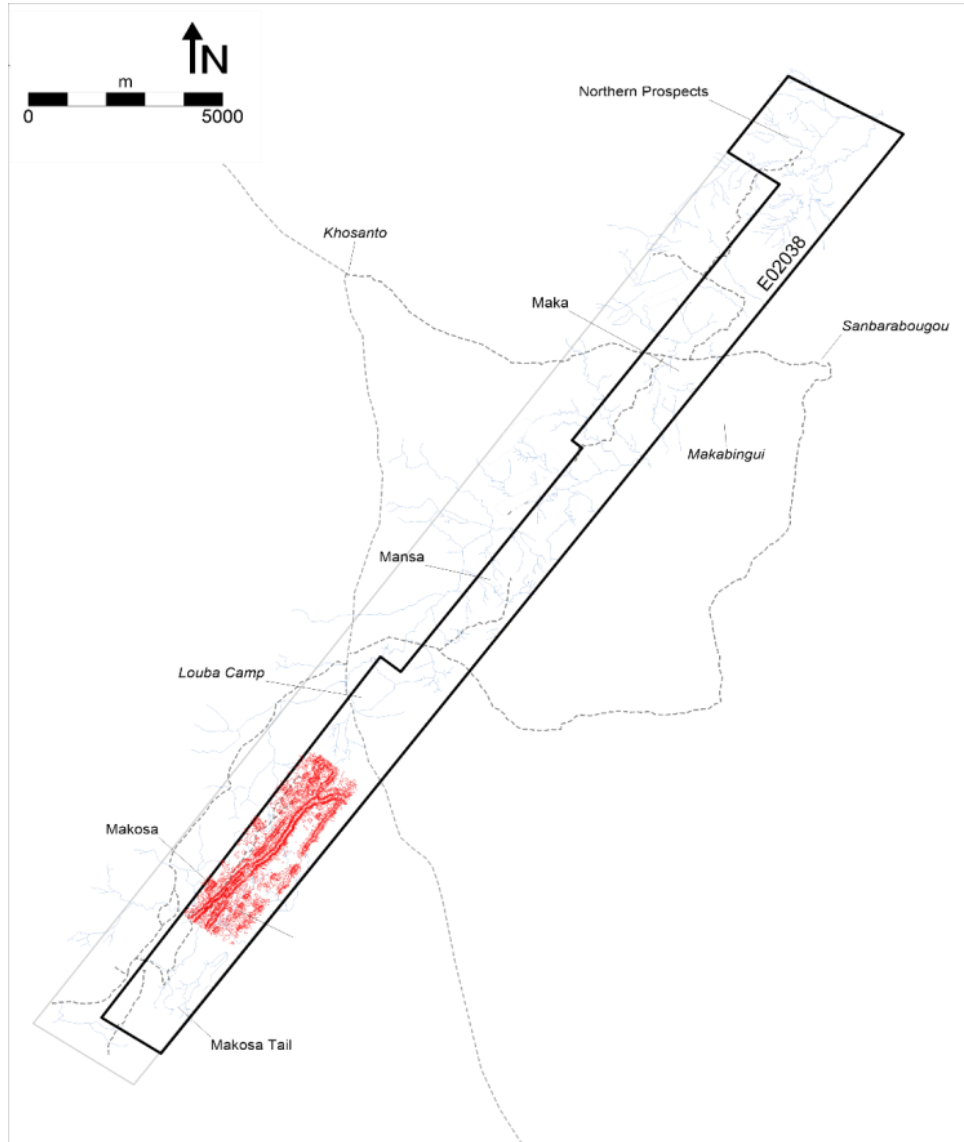 N
m
0 5000
Northern Prospects
Khosanto
E02038
Maka
Sanbarabougou
Makabingui
Mansa
Louba Camp
Makosa
Makosa Tail